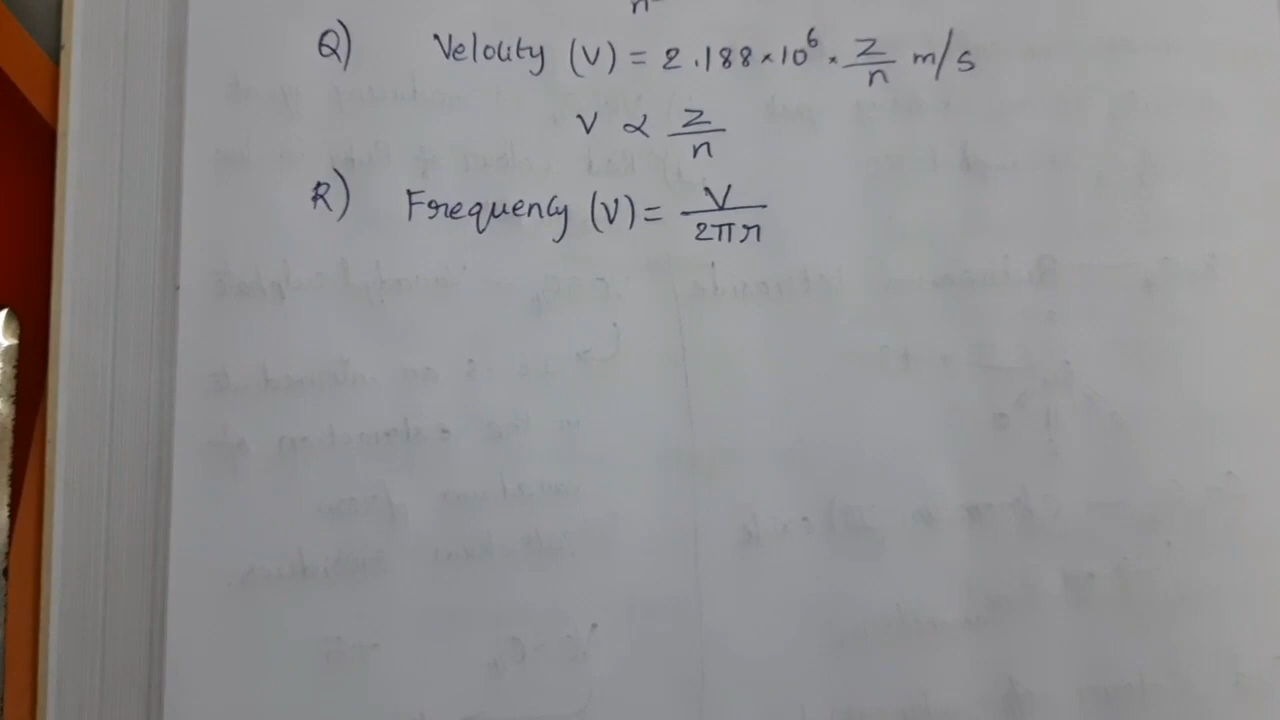 n
Q) Velocity (V) = 2.188 × 10⁶ × Z/n m/s
V ∝ Z/n
R) Frequency (ν) = V/2πr